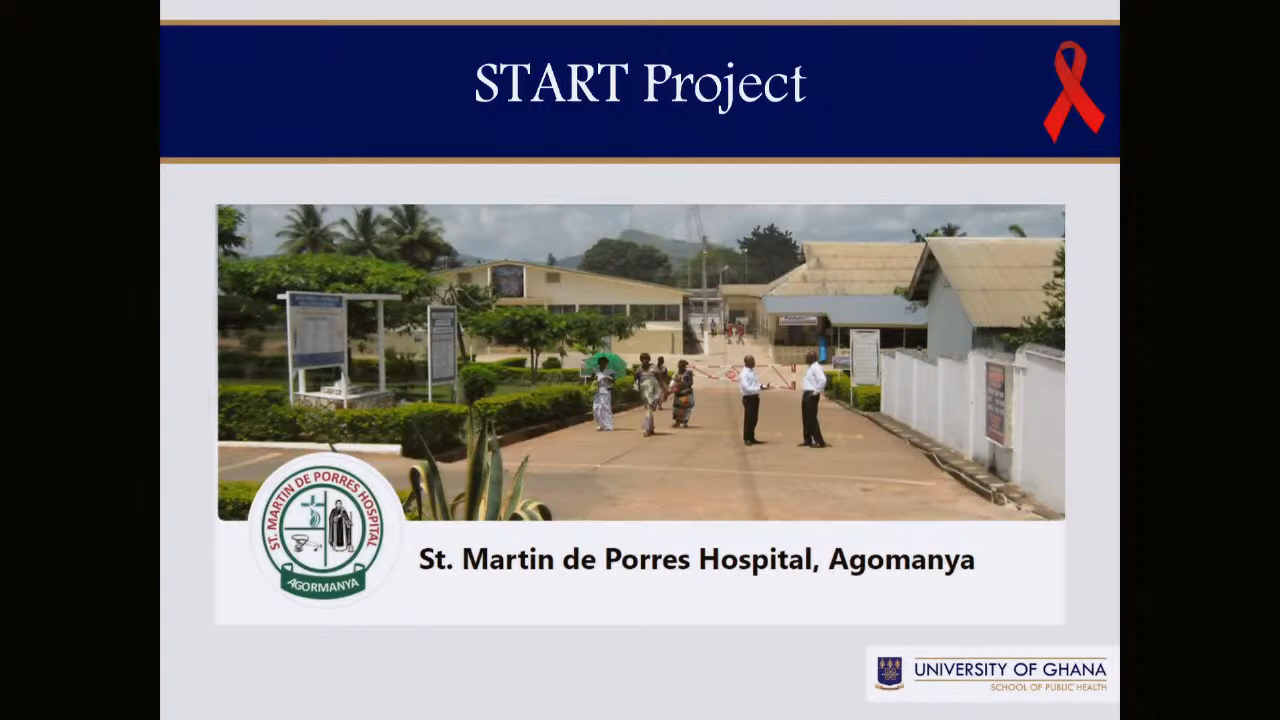 START Project
ST. MARTIN DE PORRES HOSPITAL
AGORMANYA
St. Martin de Porres Hospital, Agomanya
UNIVERSITY OF GHANA
SCHOOL OF PUBLIC HEALTH